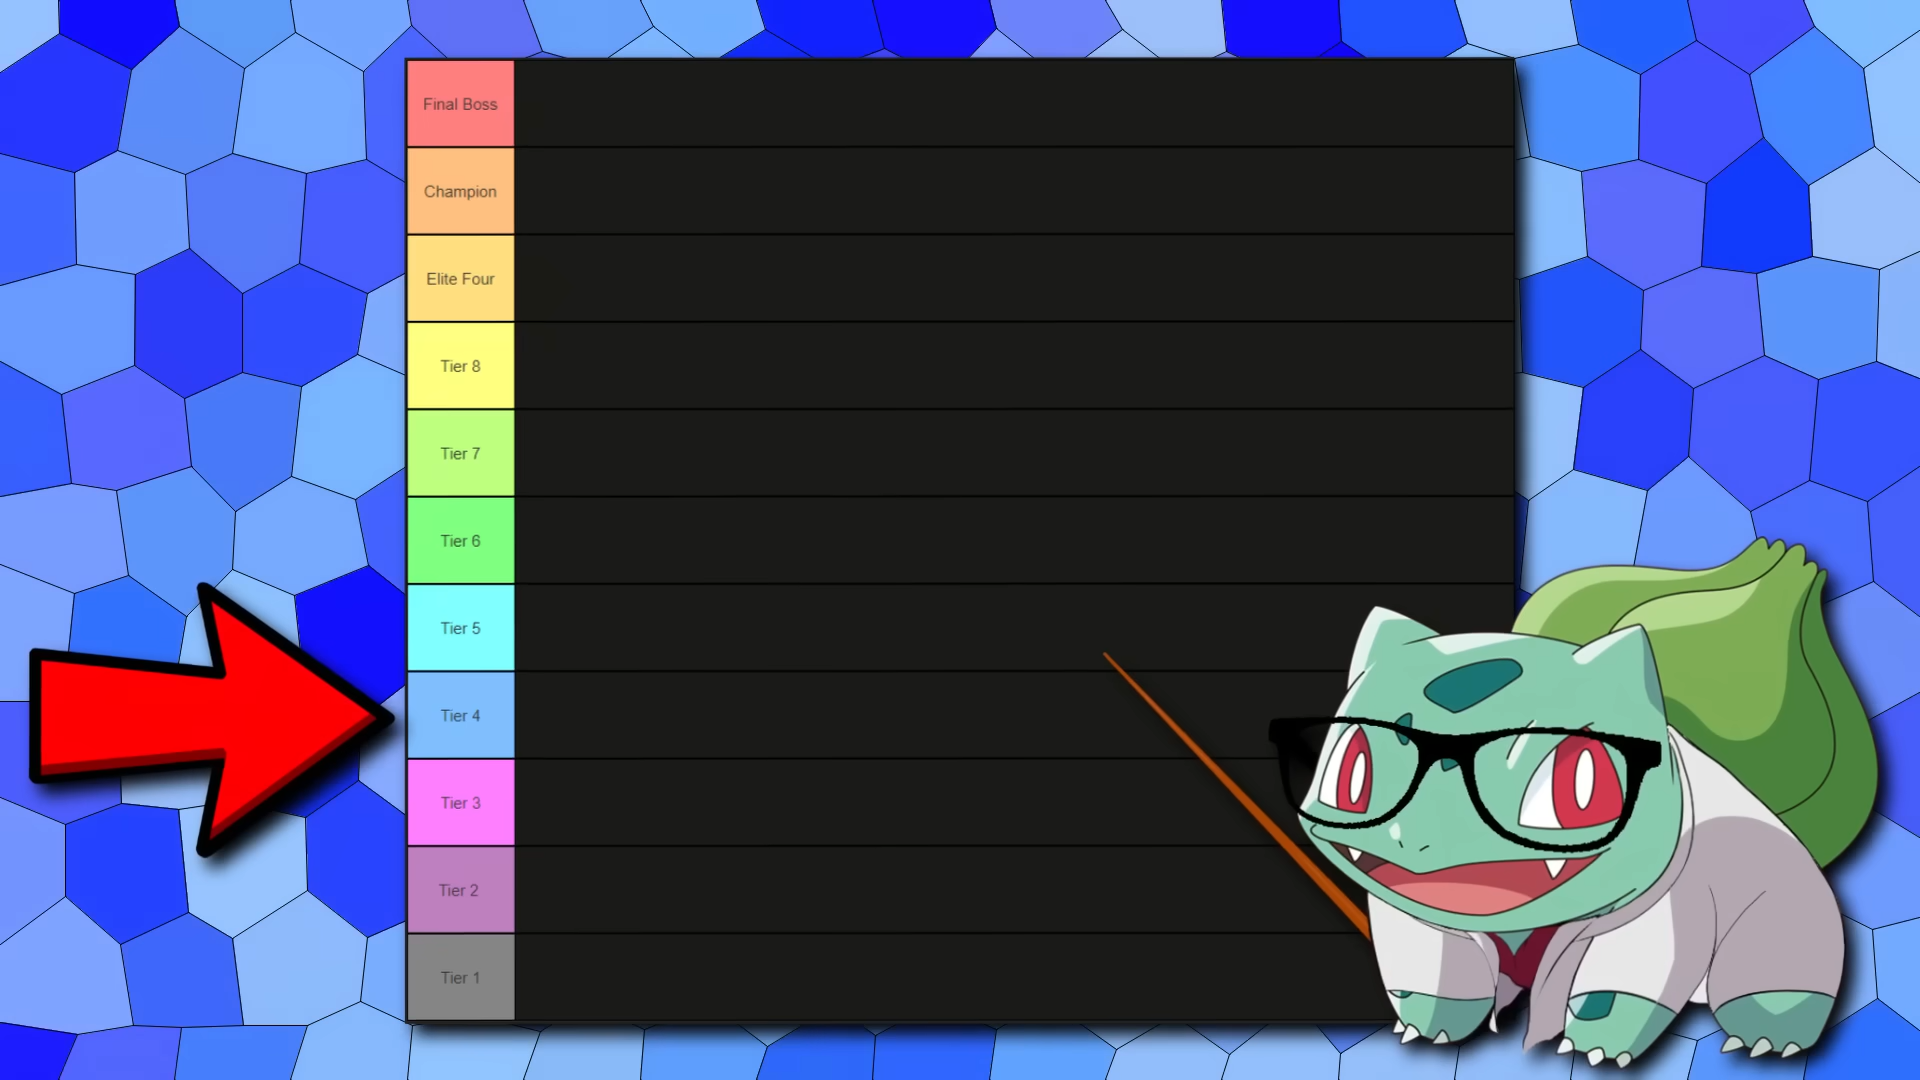 Final Boss
Champion
Elite Four
Tier 8
Tier 7
Tier 6
Tier 5
Tier 4
Tier 3
Tier 2
Tier 1